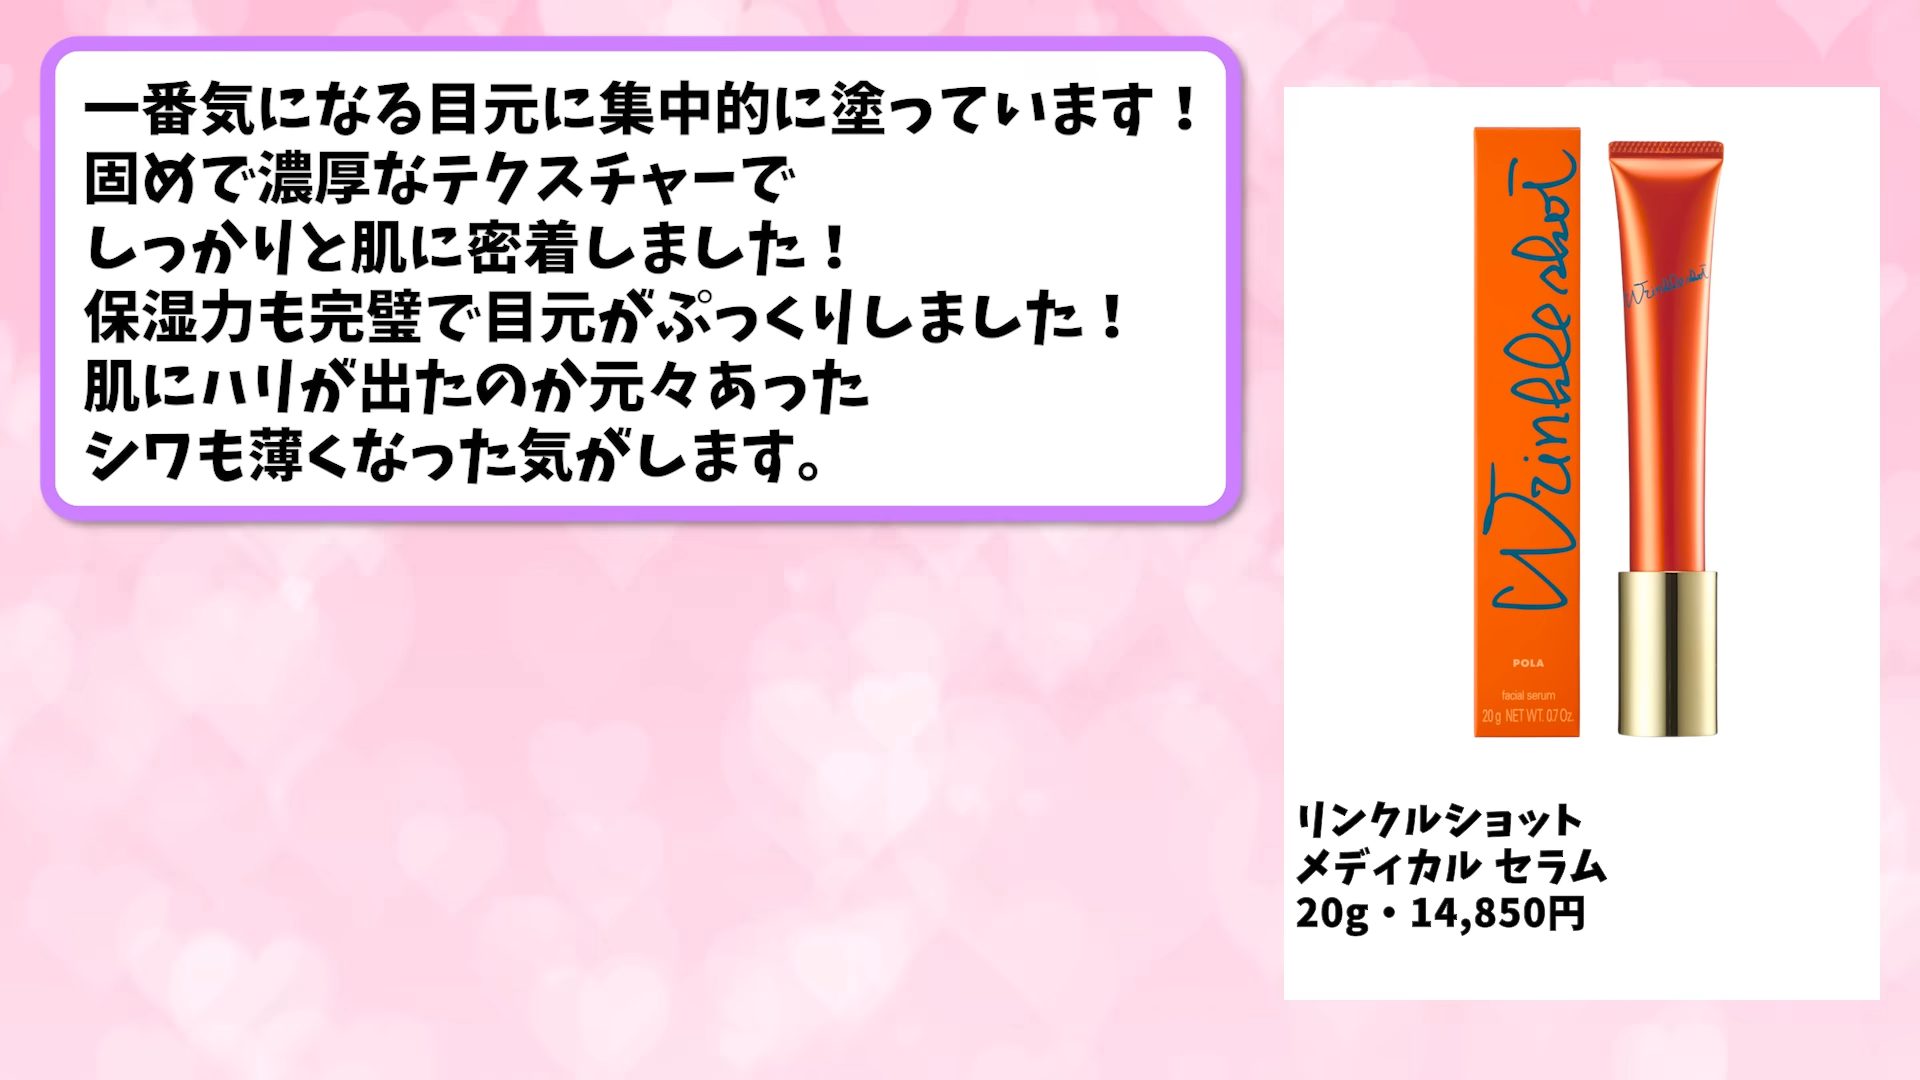 一番気になる目元に集中的に塗っています！
固めで濃厚なテクスチャーで
しっかりと肌に密着しました！
保湿力も完璧で目元がぷっくりしました！
肌にハリが出たのか元々あった
シワも薄くなった気がします。
Wrinkle shot
POLA
facial serum
20g NET WT. 0.7 Oz.
Wrinkle shot
リンクルショット
メディカル セラム
20g・14,850円